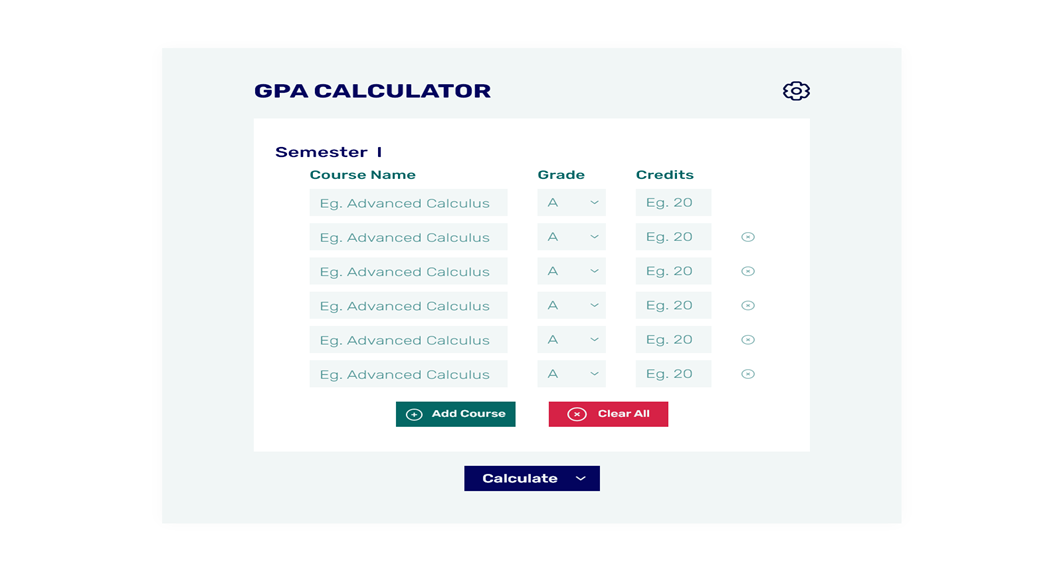 GPA CALCULATOR
Semester I
Course Name Grade Credits
Eg. Advanced Calculus A Eg. 20
Eg. Advanced Calculus A Eg. 20
Eg. Advanced Calculus A Eg. 20
Eg. Advanced Calculus A Eg. 20
Eg. Advanced Calculus A Eg. 20
Eg. Advanced Calculus A Eg. 20
Add Course Clear All
Calculate